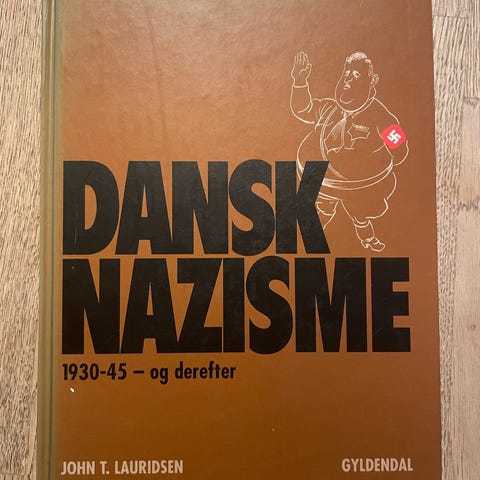 DANSK
NAZISME
1930-45 – og derefter
JOHN T. LAURIDSEN GYLDENDAL